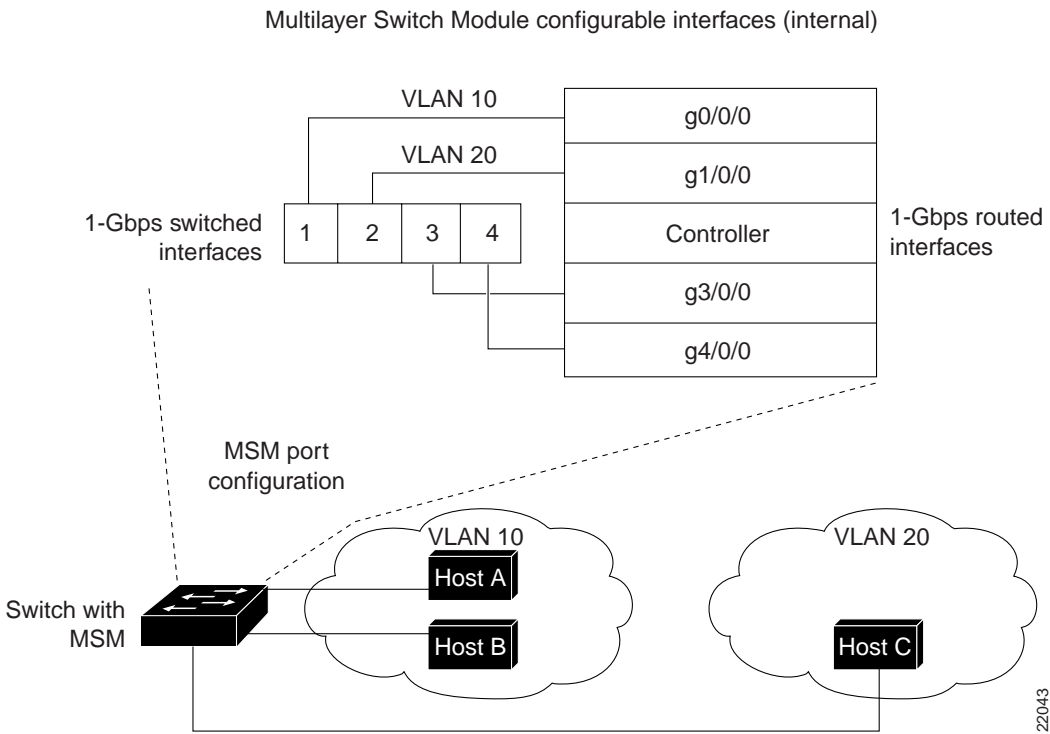 Multilayer Switch Module configurable interfaces (internal)
VLAN 10
g0/0/0
VLAN 20
g1/0/0
1-Gbps switched
interfaces
1
2
3
4
Controller
1-Gbps routed
interfaces
g3/0/0
g4/0/0
MSM port
configuration
VLAN 10
VLAN 20
Host A
Switch with
MSM
Host B
Host C
22043